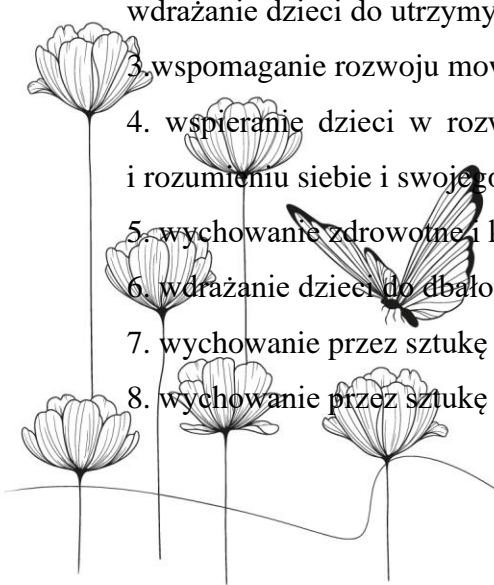 wdrażanie dzieci do utrzymy
3.wspomaganie rozwoju mow
4. wspieranie dzieci w rozw
i rozumieniu siebie i swojego
5. wychowanie zdrowotne i k
6. wdrażanie dzieci do dbało
7. wychowanie przez sztukę
8. wychowanie przez sztukę